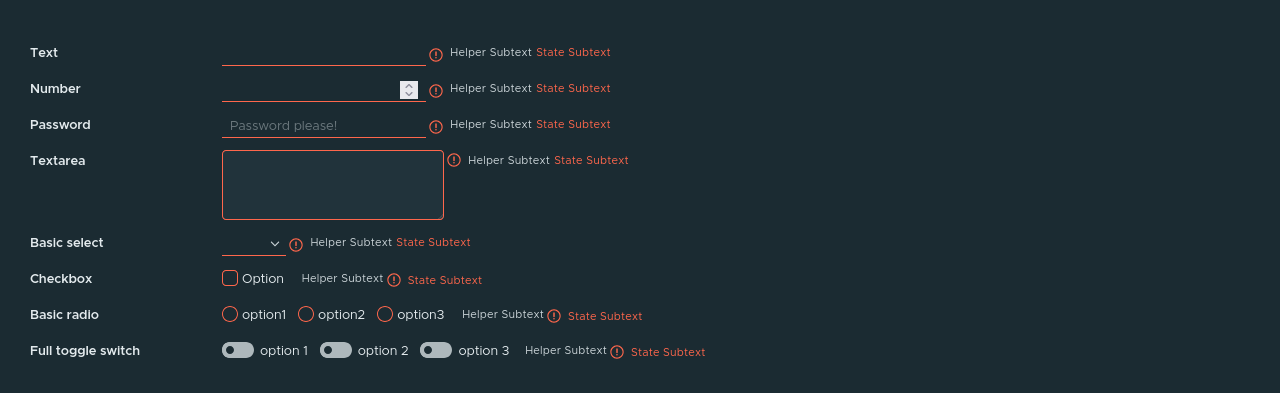 Text Helper Subtext State Subtext
Number Helper Subtext State Subtext
Password Password please! Helper Subtext State Subtext
Textarea Helper Subtext State Subtext
Basic select Helper Subtext State Subtext
Checkbox Option Helper Subtext State Subtext
Basic radio option1 option2 option3 Helper Subtext State Subtext
Full toggle switch option 1 option 2 option 3 Helper Subtext State Subtext